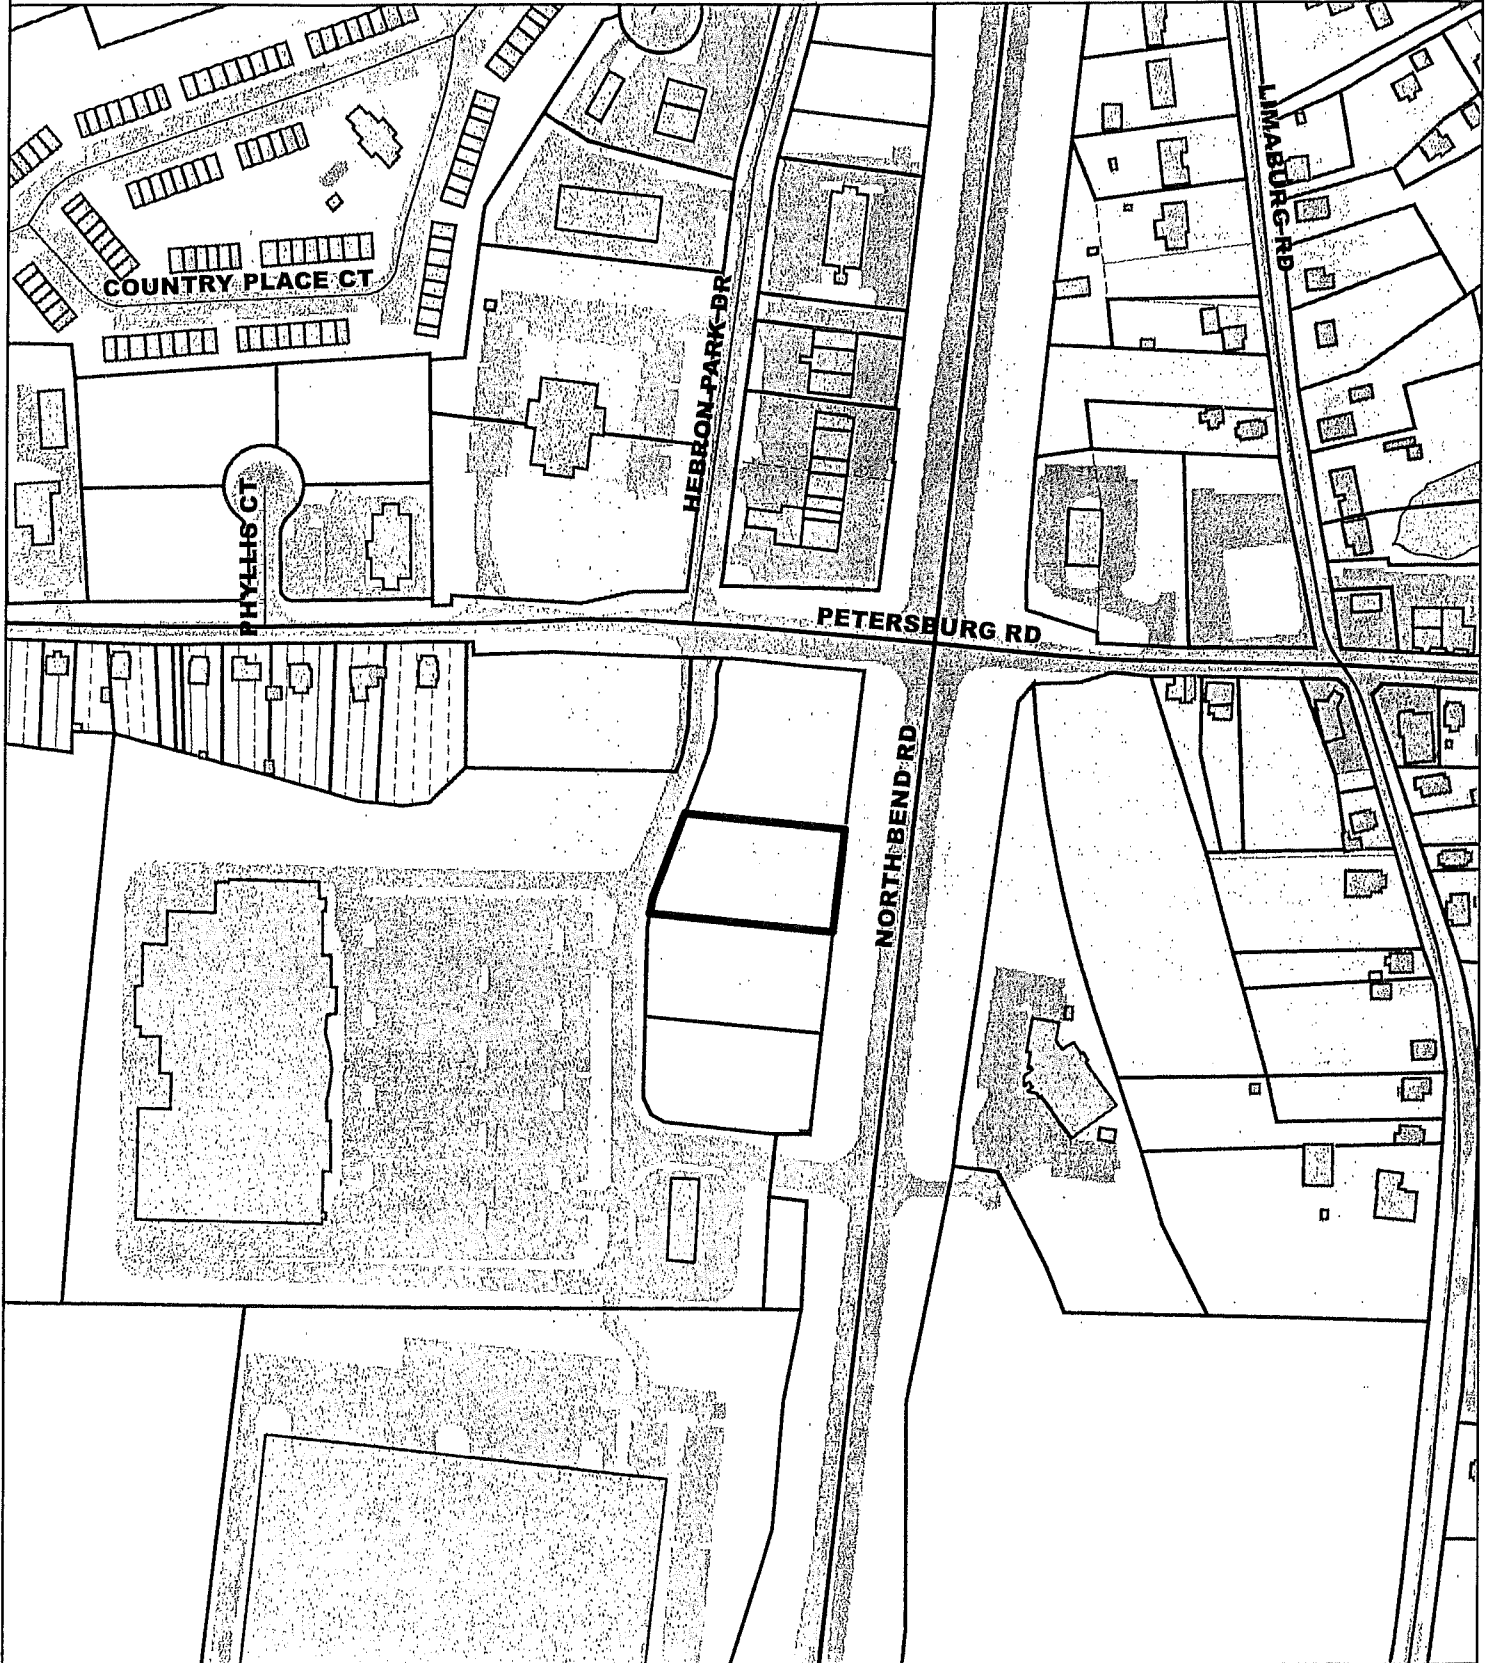 LIMABURG RD
COUNTRY PLACE CT
HEBRON PARK DR
PHYLLIS CT
PETERSBURG RD
NORTH BEND RD